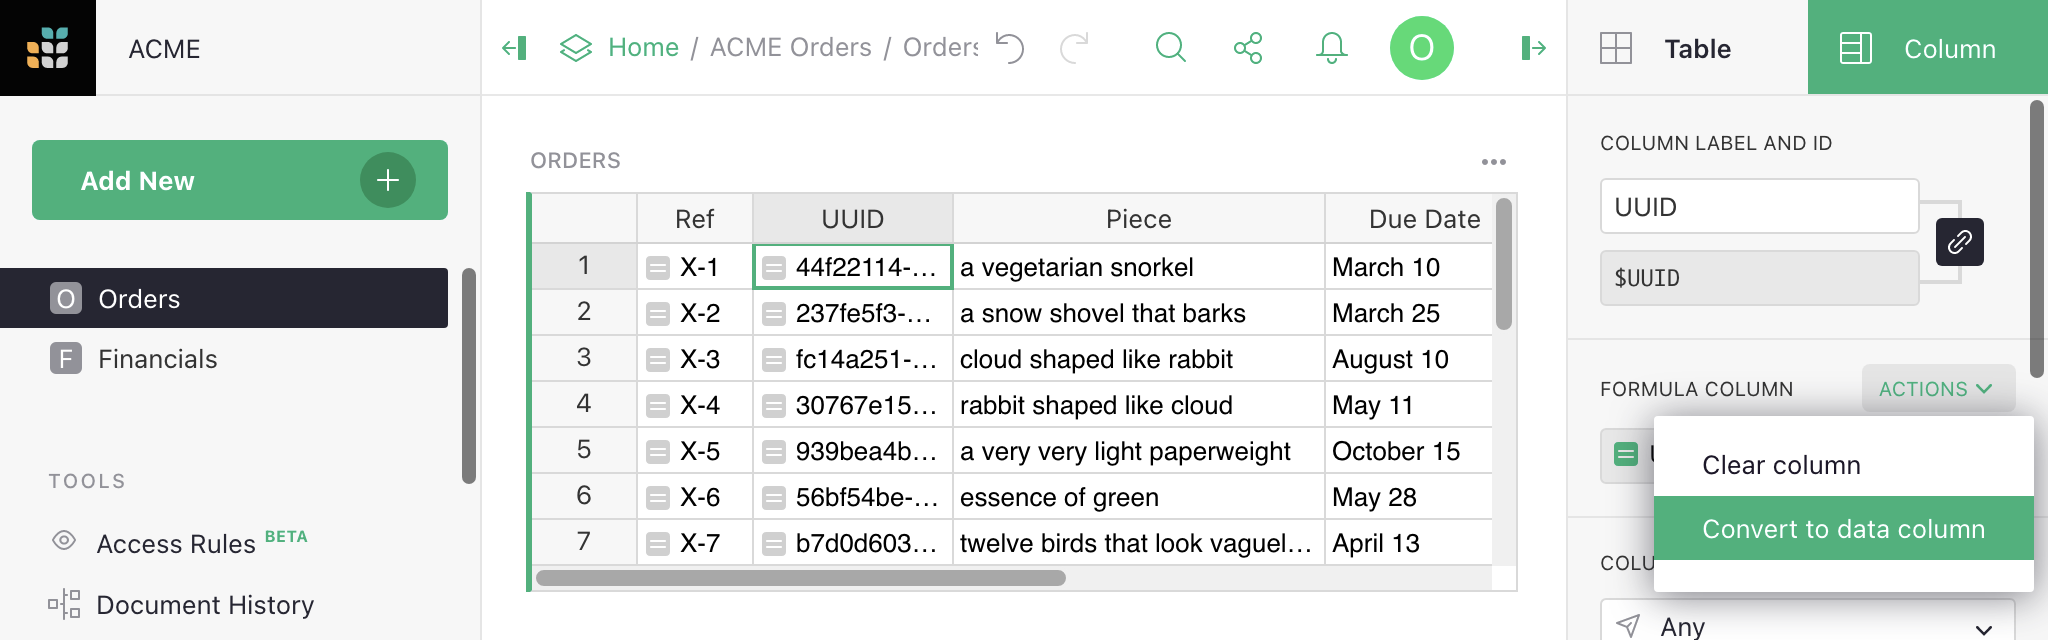 ACME
Home / ACME Orders / Orders
O
Table
Column
Add New
O Orders
F Financials
TOOLS
Access Rules BETA
Document History
ORDERS
Ref UUID Piece Due Date
1 X-1 44f22114-... a vegetarian snorkel March 10
2 X-2 237fe5f3-... a snow shovel that barks March 25
3 X-3 fc14a251-... cloud shaped like rabbit August 10
4 X-4 30767e15... rabbit shaped like cloud May 11
5 X-5 939bea4b... a very very light paperweight October 15
6 X-6 56bf54be-... essence of green May 28
7 X-7 b7d0d603... twelve birds that look vaguel... April 13
COLUMN LABEL AND ID
UUID
$UUID
FORMULA COLUMN
ACTIONS
Clear column
Convert to data column
COLU
Any